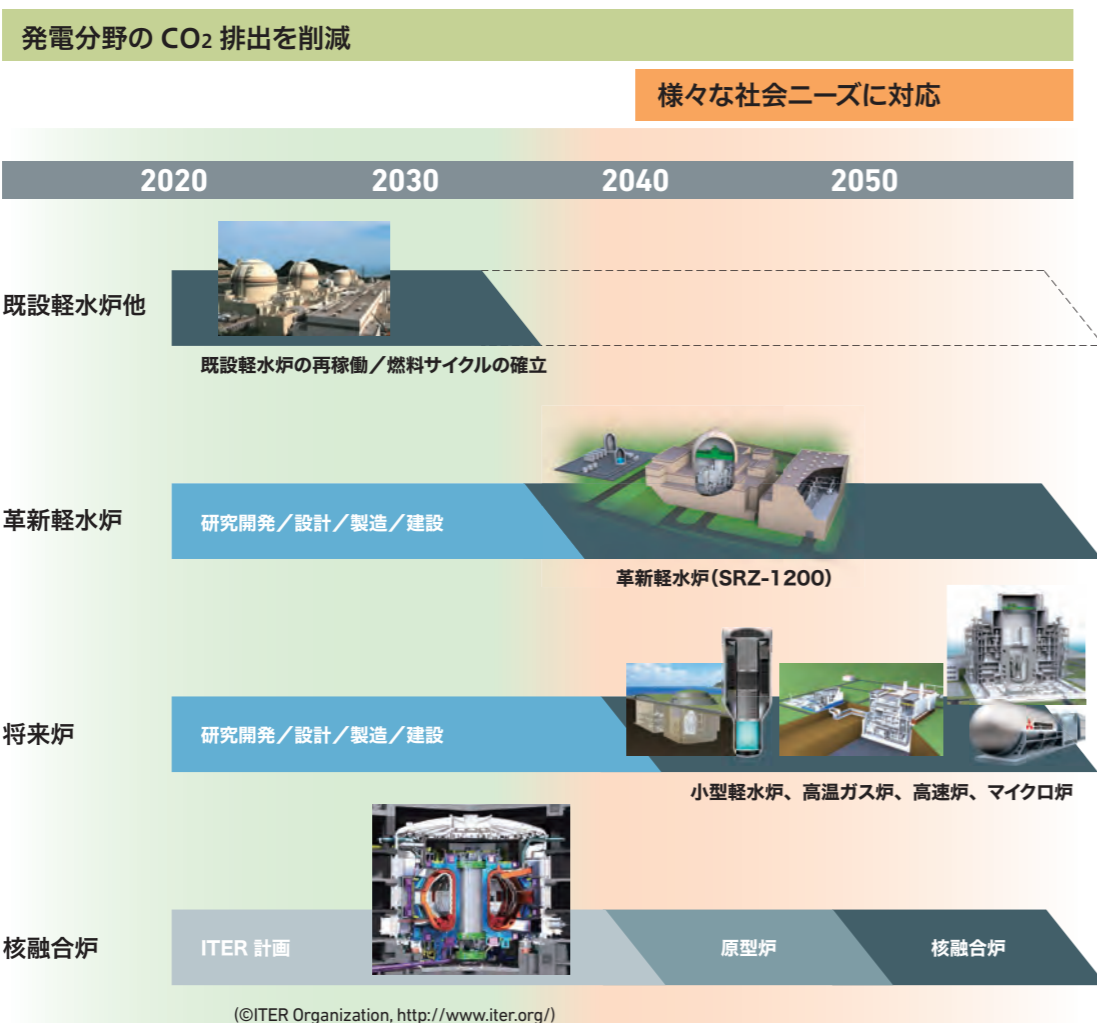 発電分野の CO2 排出を削減
様々な社会ニーズに対応
2020 2030 2040 2050
既設軽水炉他
既設軽水炉の再稼働／燃料サイクルの確立
革新軽水炉
研究開発／設計／製造／建設
革新軽水炉（SRZ-1200）
将来炉
研究開発／設計／製造／建設
小型軽水炉、高温ガス炉、高速炉、マイクロ炉
核融合炉
ITER 計画
原型炉
核融合炉
(©ITER Organization, http://www.iter.org/)